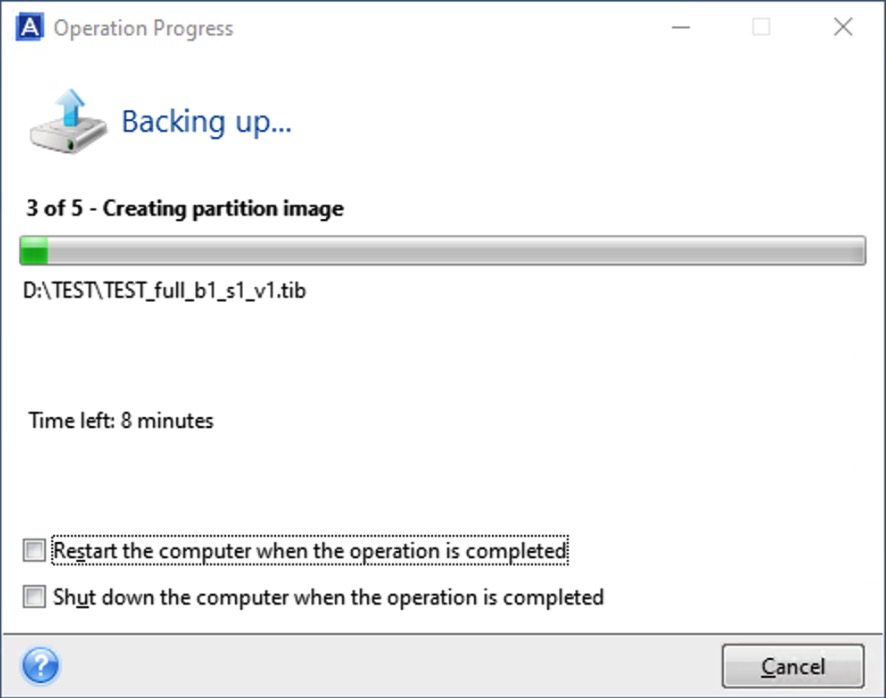 A Operation Progress
Backing up...
3 of 5 - Creating partition image
D:\TEST\TEST_full_b1_s1_v1.tib
Time left: 8 minutes
Restart the computer when the operation is completed
Shut down the computer when the operation is completed
? Cancel